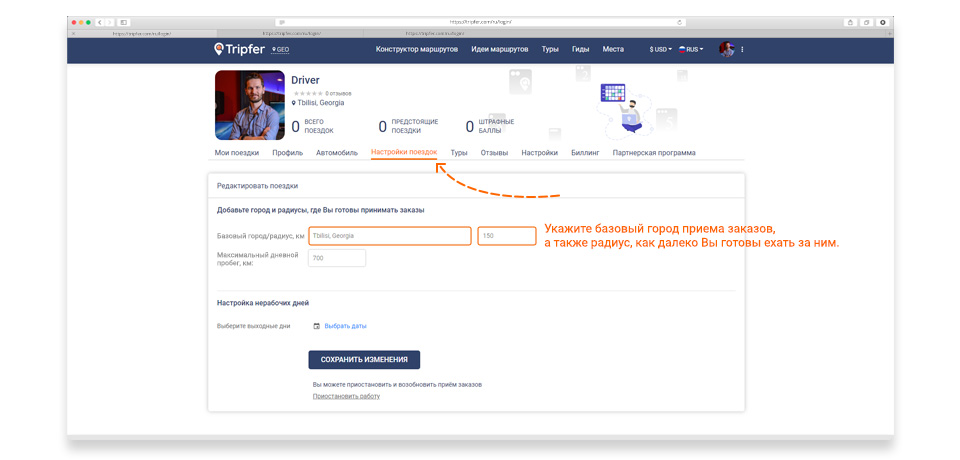 https://tripfer.com/ru/login/
https://tripfer.com/ru/login/
https://tripfer.com/ru/login/
https://tripfer.com/ru/login/
Tripfer GEO Конструктор маршрутов Идеи маршрутов Туры Гиды Места $ USD RUS
Driver
0 отзывов
Tbilisi, Georgia
0 ВСЕГО ПОЕЗДОК
0 ПРЕДСТОЯЩИЕ ПОЕЗДКИ
0 ШТРАФНЫЕ БАЛЛЫ
Мои поездки Профиль Автомобиль Настройки поездок Туры Отзывы Настройки Биллинг Партнерская программа
Редактировать поездки
Добавьте город и радиусы, где Вы готовы принимать заказы
Базовый город/радиус, км Tbilisi, Georgia 150
Укажите базовый город приема заказов,
а также радиус, как далеко Вы готовы ехать за ним.
Максимальный дневной
пробег, км: 700
Настройка нерабочих дней
Выберите выходные дни Выбрать даты
СОХРАНИТЬ ИЗМЕНЕНИЯ
Вы можете приостановить и возобновить приём заказов
Приостановить работу